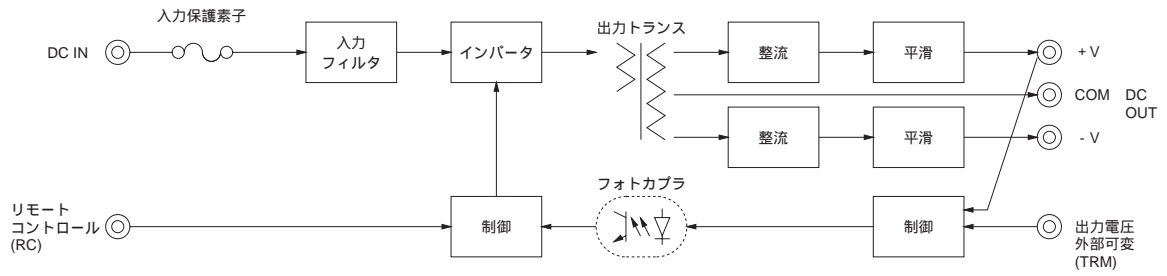 入力保護素子
DC IN
入力
フィルタ
インバータ
出力トランス
整流
平滑
+ V
COM
DC
OUT
整流
平滑
- V
フォトカプラ
リモート
コントロール
(RC)
制御
制御
出力電圧
外部可変
(TRM)